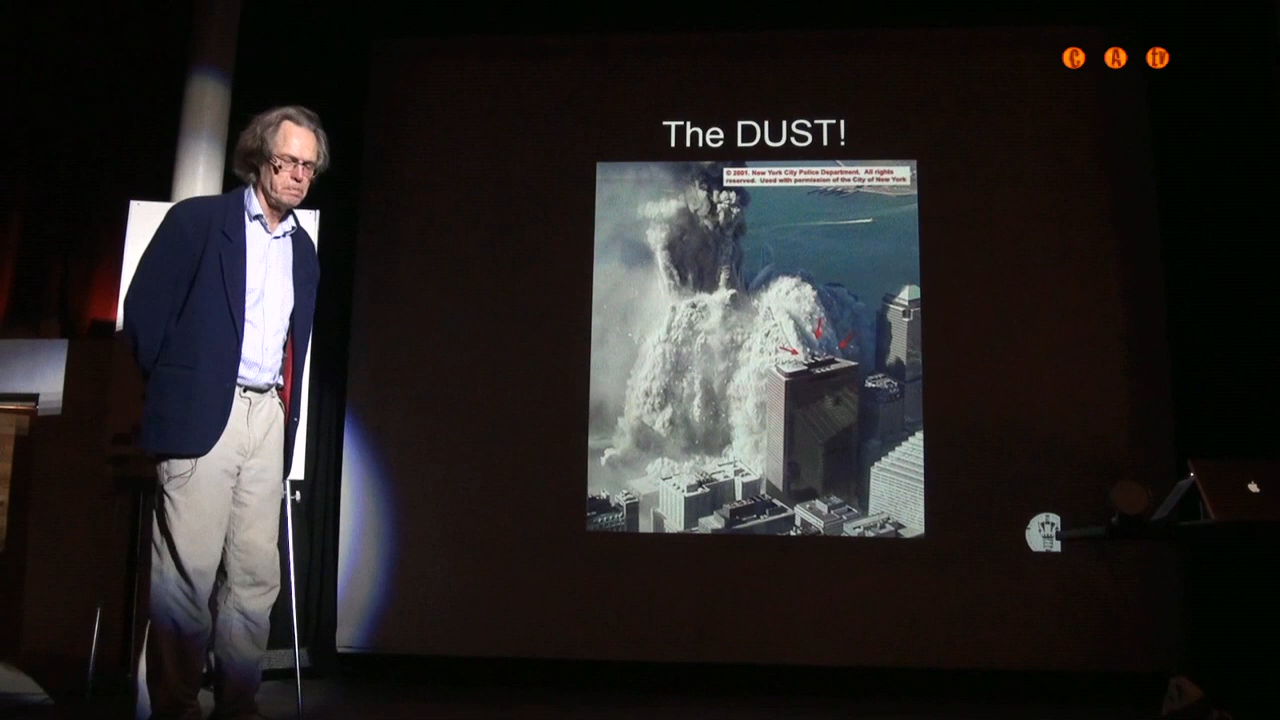 C A tv
The DUST!
© 2001. New York City Police Department. All rights
reserved. Used with permission of the City of New York